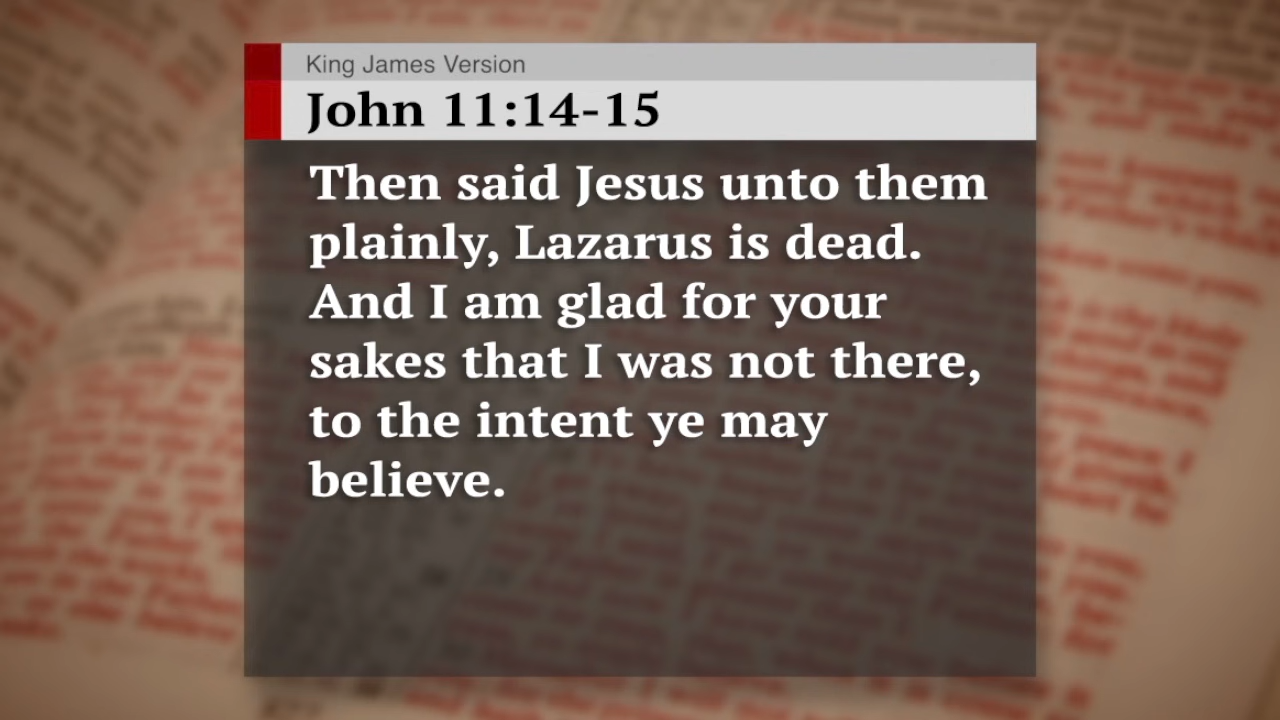 King James Version
John 11:14-15
Then said Jesus unto them
plainly, Lazarus is dead.
And I am glad for your
sakes that I was not there,
to the intent ye may
believe.